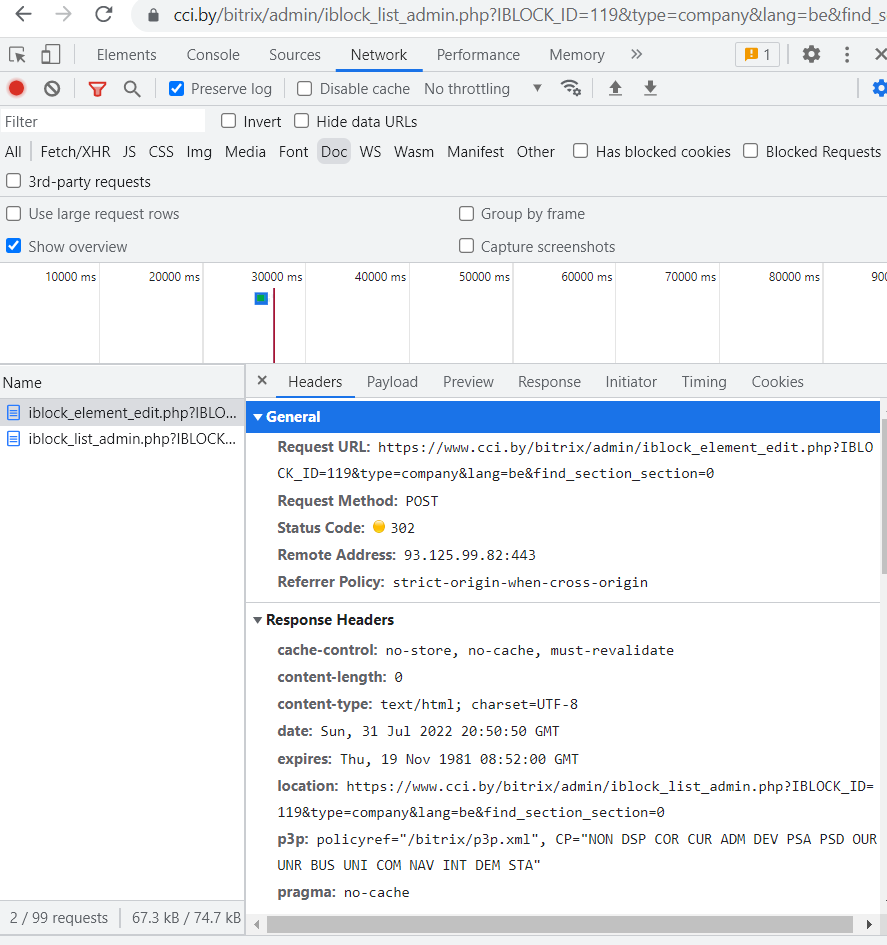 cci.by/bitrix/admin/iblock_list_admin.php?IBLOCK_ID=119&type=company&lang=be&find_s
Elements Console Sources Network Performance Memory 1
Preserve log Disable cache No throttling
Filter Invert Hide data URLs
All Fetch/XHR JS CSS Img Media Font Doc WS Wasm Manifest Other Has blocked cookies Blocked Requests
3rd-party requests
Use large request rows Group by frame
Show overview Capture screenshots
10000 ms 20000 ms 30000 ms 40000 ms 50000 ms 60000 ms 70000 ms 80000 ms 900
Name Headers Payload Preview Response Initiator Timing Cookies
iblock_element_edit.php?IBLO...
iblock_list_admin.php?IBLOCK...
General
Request URL: https://www.cci.by/bitrix/admin/iblock_element_edit.php?IBLO
CK_ID=119&type=company&lang=be&find_section_section=0
Request Method: POST
Status Code: 302
Remote Address: 93.125.99.82:443
Referrer Policy: strict-origin-when-cross-origin
Response Headers
cache-control: no-store, no-cache, must-revalidate
content-length: 0
content-type: text/html; charset=UTF-8
date: Sun, 31 Jul 2022 20:50:50 GMT
expires: Thu, 19 Nov 1981 08:52:00 GMT
location: https://www.cci.by/bitrix/admin/iblock_list_admin.php?IBLOCK_ID=
119&type=company&lang=be&find_section_section=0
p3p: policyref="/bitrix/p3p.xml", CP="NON DSP COR CUR ADM DEV PSA PSD OUR
UNR BUS UNI COM NAV INT DEM STA"
pragma: no-cache
2 / 99 requests 67.3 kB / 74.7 kB